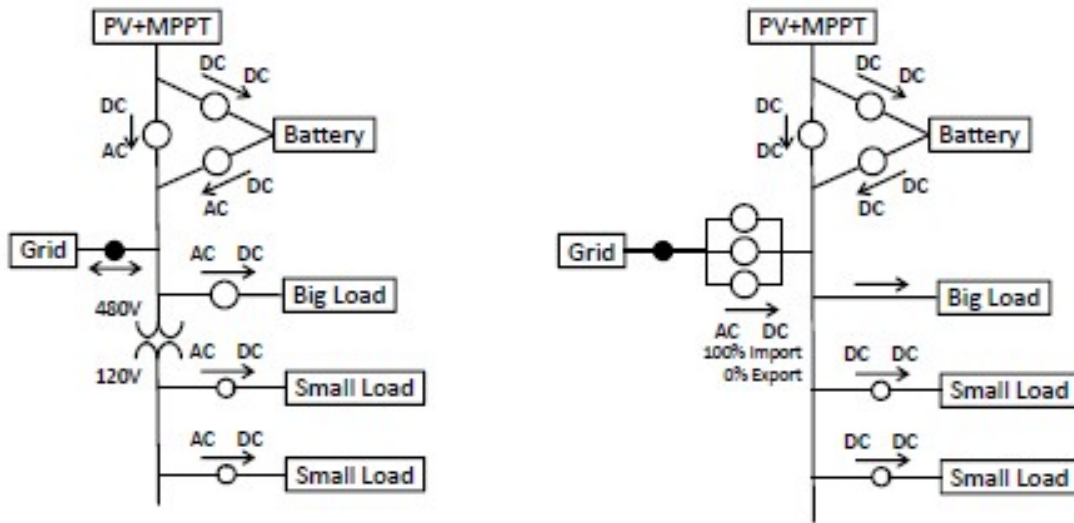 PV+MPPT
DC
DC
DC
AC
Battery
DC
AC
Grid
AC DC
480V
Big Load
120V
AC DC
Small Load
AC DC
Small Load
PV+MPPT
DC
DC
DC
DC
Battery
DC
DC
Grid
AC DC
100% Import
0% Export
Big Load
DC DC
Small Load
DC DC
Small Load